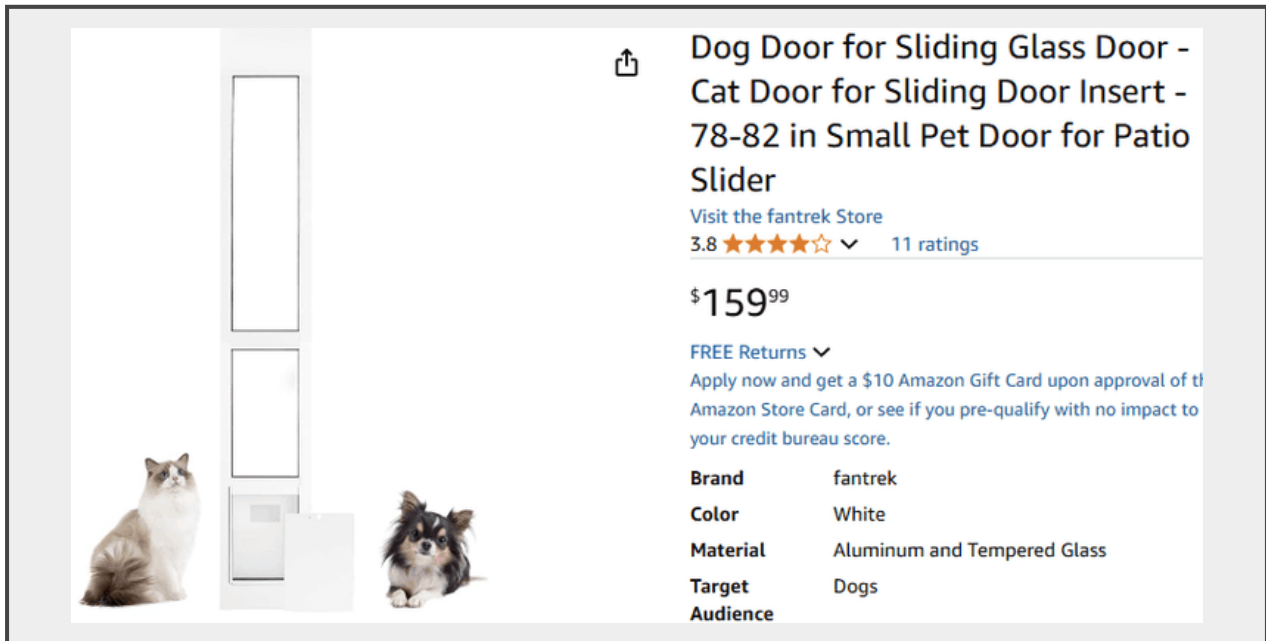 Dog Door for Sliding Glass Door -
Cat Door for Sliding Door Insert -
78-82 in Small Pet Door for Patio
Slider
Visit the fantrek Store
3.8 11 ratings
$159.99
FREE Returns
Apply now and get a $10 Amazon Gift Card upon approval of
Amazon Store Card, or see if you pre-qualify with no impact to
your credit bureau score.
Brand fantrek
Color White
Material Aluminum and Tempered Glass
Target Dogs
Audience